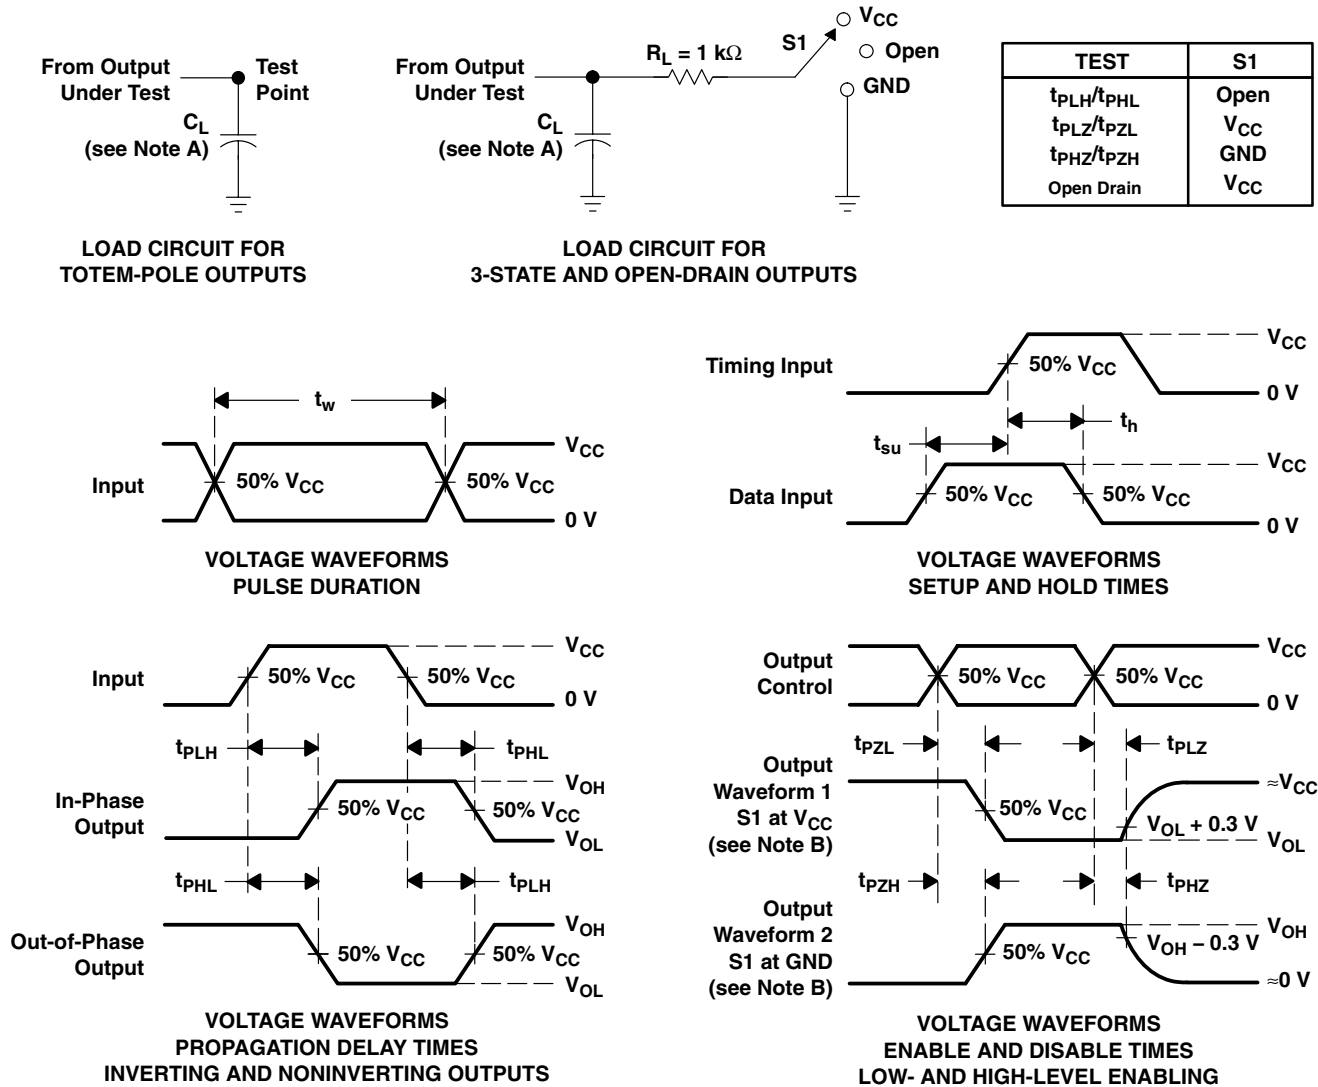 From Output
Under Test
Test
Point
CL
(see Note A)
LOAD CIRCUIT FOR
TOTEM-POLE OUTPUTS
From Output
Under Test
RL = 1 kΩ
S1
VCC
Open
GND
CL
(see Note A)
LOAD CIRCUIT FOR
3-STATE AND OPEN-DRAIN OUTPUTS
TEST S1
tPLH/tPHL Open
tPLZ/tPZL VCC
tPHZ/tPZH GND
Open Drain VCC
tw
Input
50% VCC
50% VCC
VCC
0 V
VOLTAGE WAVEFORMS
PULSE DURATION
Timing Input
50% VCC
VCC
0 V
tsu
th
Data Input
50% VCC
50% VCC
VCC
0 V
VOLTAGE WAVEFORMS
SETUP AND HOLD TIMES
Input
50% VCC
50% VCC
VCC
0 V
tPLH
tPHL
In-Phase
Output
50% VCC
50% VCC
VOH
VOL
tPHL
tPLH
Out-of-Phase
Output
50% VCC
50% VCC
VOH
VOL
VOLTAGE WAVEFORMS
PROPAGATION DELAY TIMES
INVERTING AND NONINVERTING OUTPUTS
Output
Control
50% VCC
50% VCC
VCC
0 V
tPZL
tPLZ
Output
Waveform 1
S1 at VCC
(see Note B)
50% VCC
VOL + 0.3 V
≈VCC
VOL
tPZH
tPHZ
Output
Waveform 2
S1 at GND
(see Note B)
50% VCC
VOH − 0.3 V
VOH
≈0 V
VOLTAGE WAVEFORMS
ENABLE AND DISABLE TIMES
LOW- AND HIGH-LEVEL ENABLING